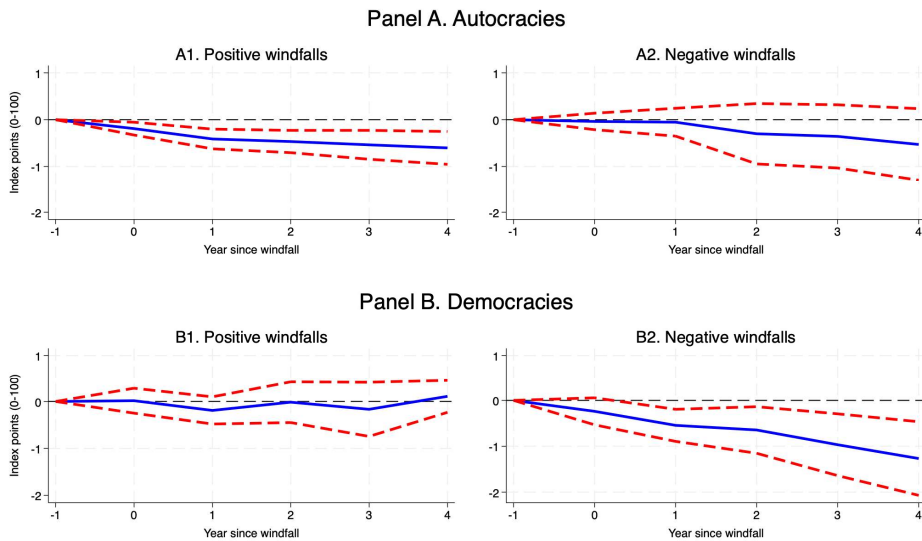 Panel A. Autocracies
A1. Positive windfalls
Index points (0-100)
1
0
-1
-2
-1 0 1 2 3 4
Year since windfall
A2. Negative windfalls
1
0
-1
-2
-1 0 1 2 3 4
Year since windfall
Panel B. Democracies
B1. Positive windfalls
Index points (0-100)
1
0
-1
-2
-1 0 1 2 3 4
Year since windfall
B2. Negative windfalls
1
0
-1
-2
-1 0 1 2 3 4
Year since windfall